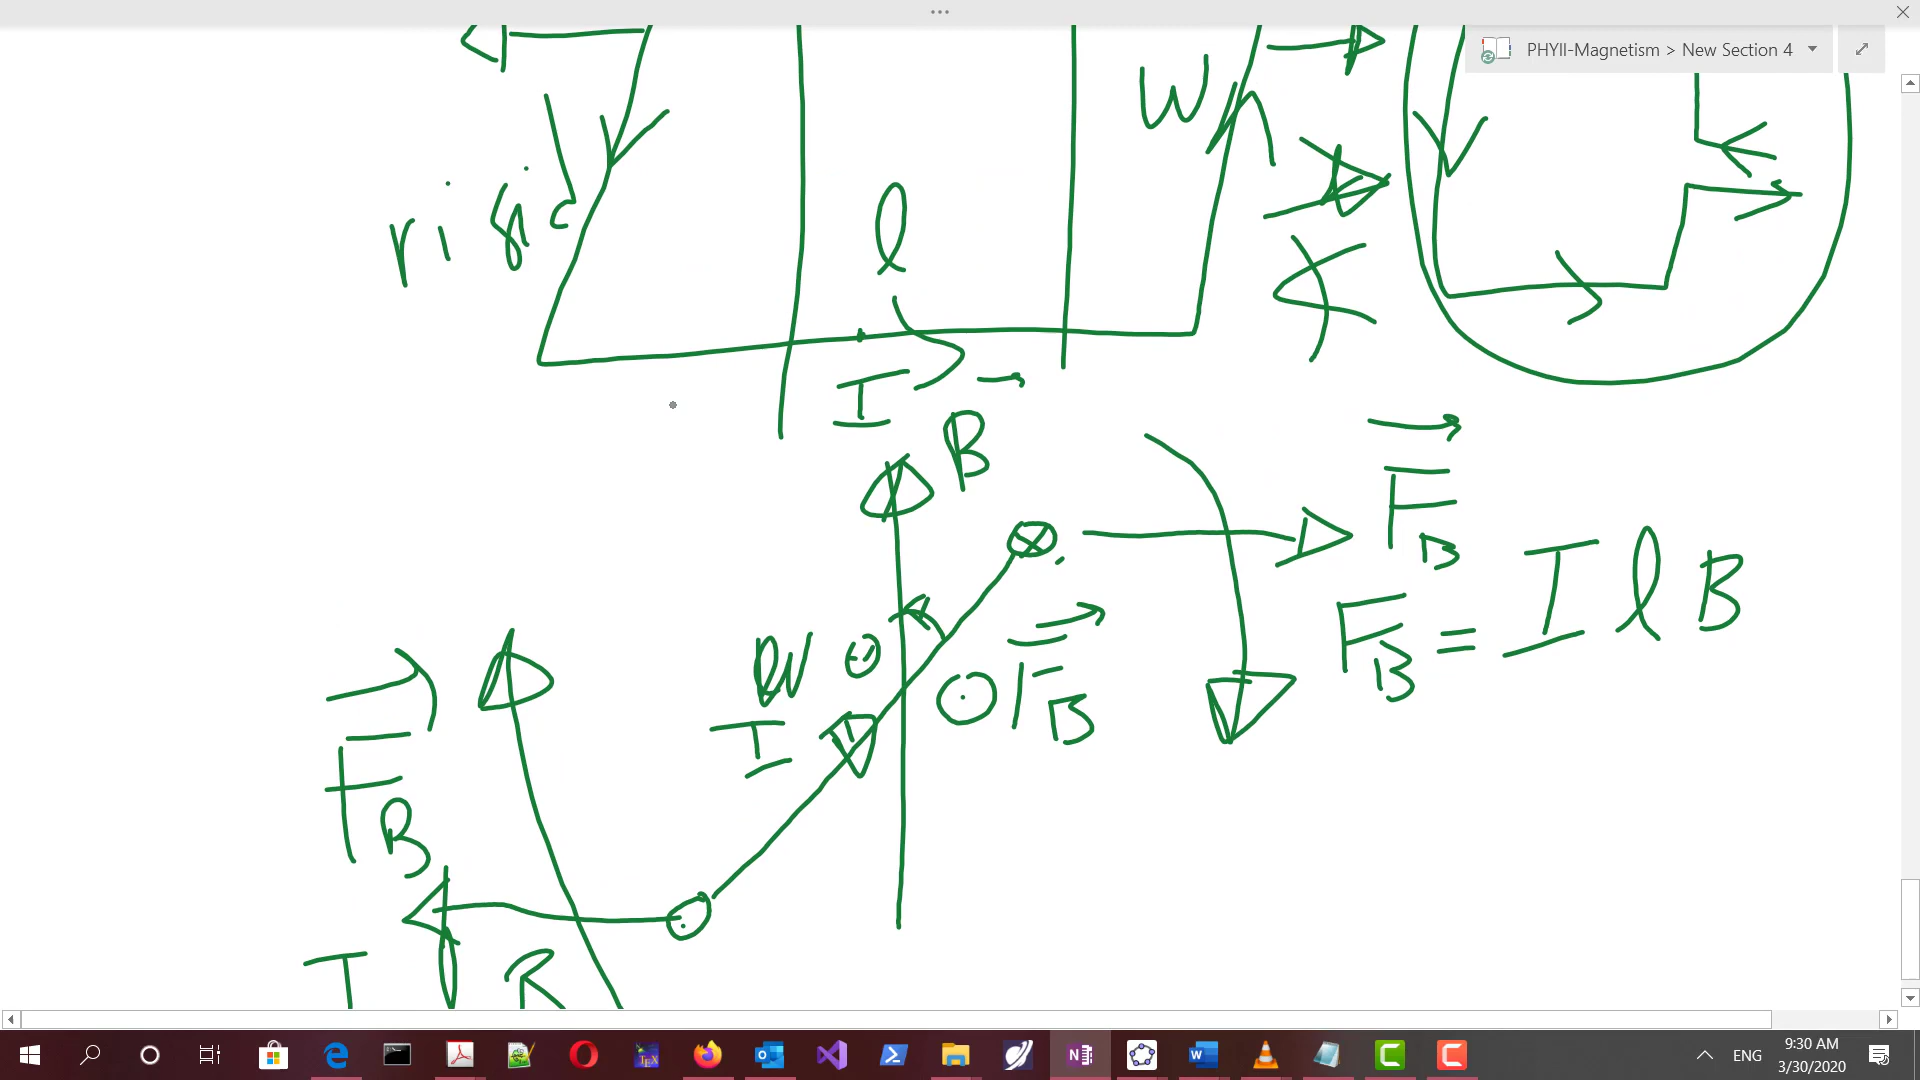 PHYII-Magnetism > New Section 4
W
l
rigid
I
B
F_B
F_B = I l B
W θ
F_B
I
F_B
I l B
ENG
9:30 AM
3/30/2020